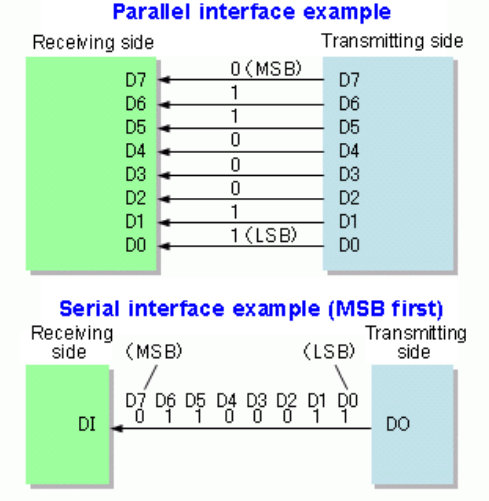 Parallel interface example
Receiving side Transmitting side
D7 0 (MSB) D7
D6 1 D6
D5 1 D5
D4 0 D4
D3 0 D3
D2 0 D2
D1 1 D1
D0 1 (LSB) D0
Serial interface example (MSB first)
Receiving side
Transmitting side
(MSB) (LSB)
D7 D6 D5 D4 D3 D2 D1 D0
0 1 1 0 0 0 1 1
DI DO